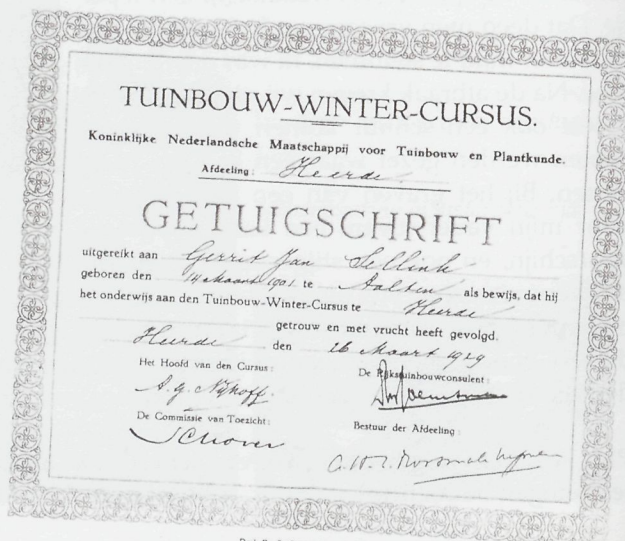 TUINBOUW-WINTER-CURSUS.
Koninklijke Nederlandsche Maatschappij voor Tuinbouw en Plantkunde.
Afdeeling: Heerde
GETUIGSCHRIFT
uitgereikt aan Gerrit Jan Sellink
geboren den 14 Maart 1901 te Aalten als bewijs, dat hij
het onderwijs aan den Tuinbouw-Winter-Cursus te Heerde
getrouw en met vrucht heeft gevolgd.
Heerde den 26 Maart 1929
Het Hoofd van den Cursus:
De Rijkstuinbouwconsulent:
A. G. Nijhoff.
De Commissie van Toezicht:
Bestuur der Afdeeling: